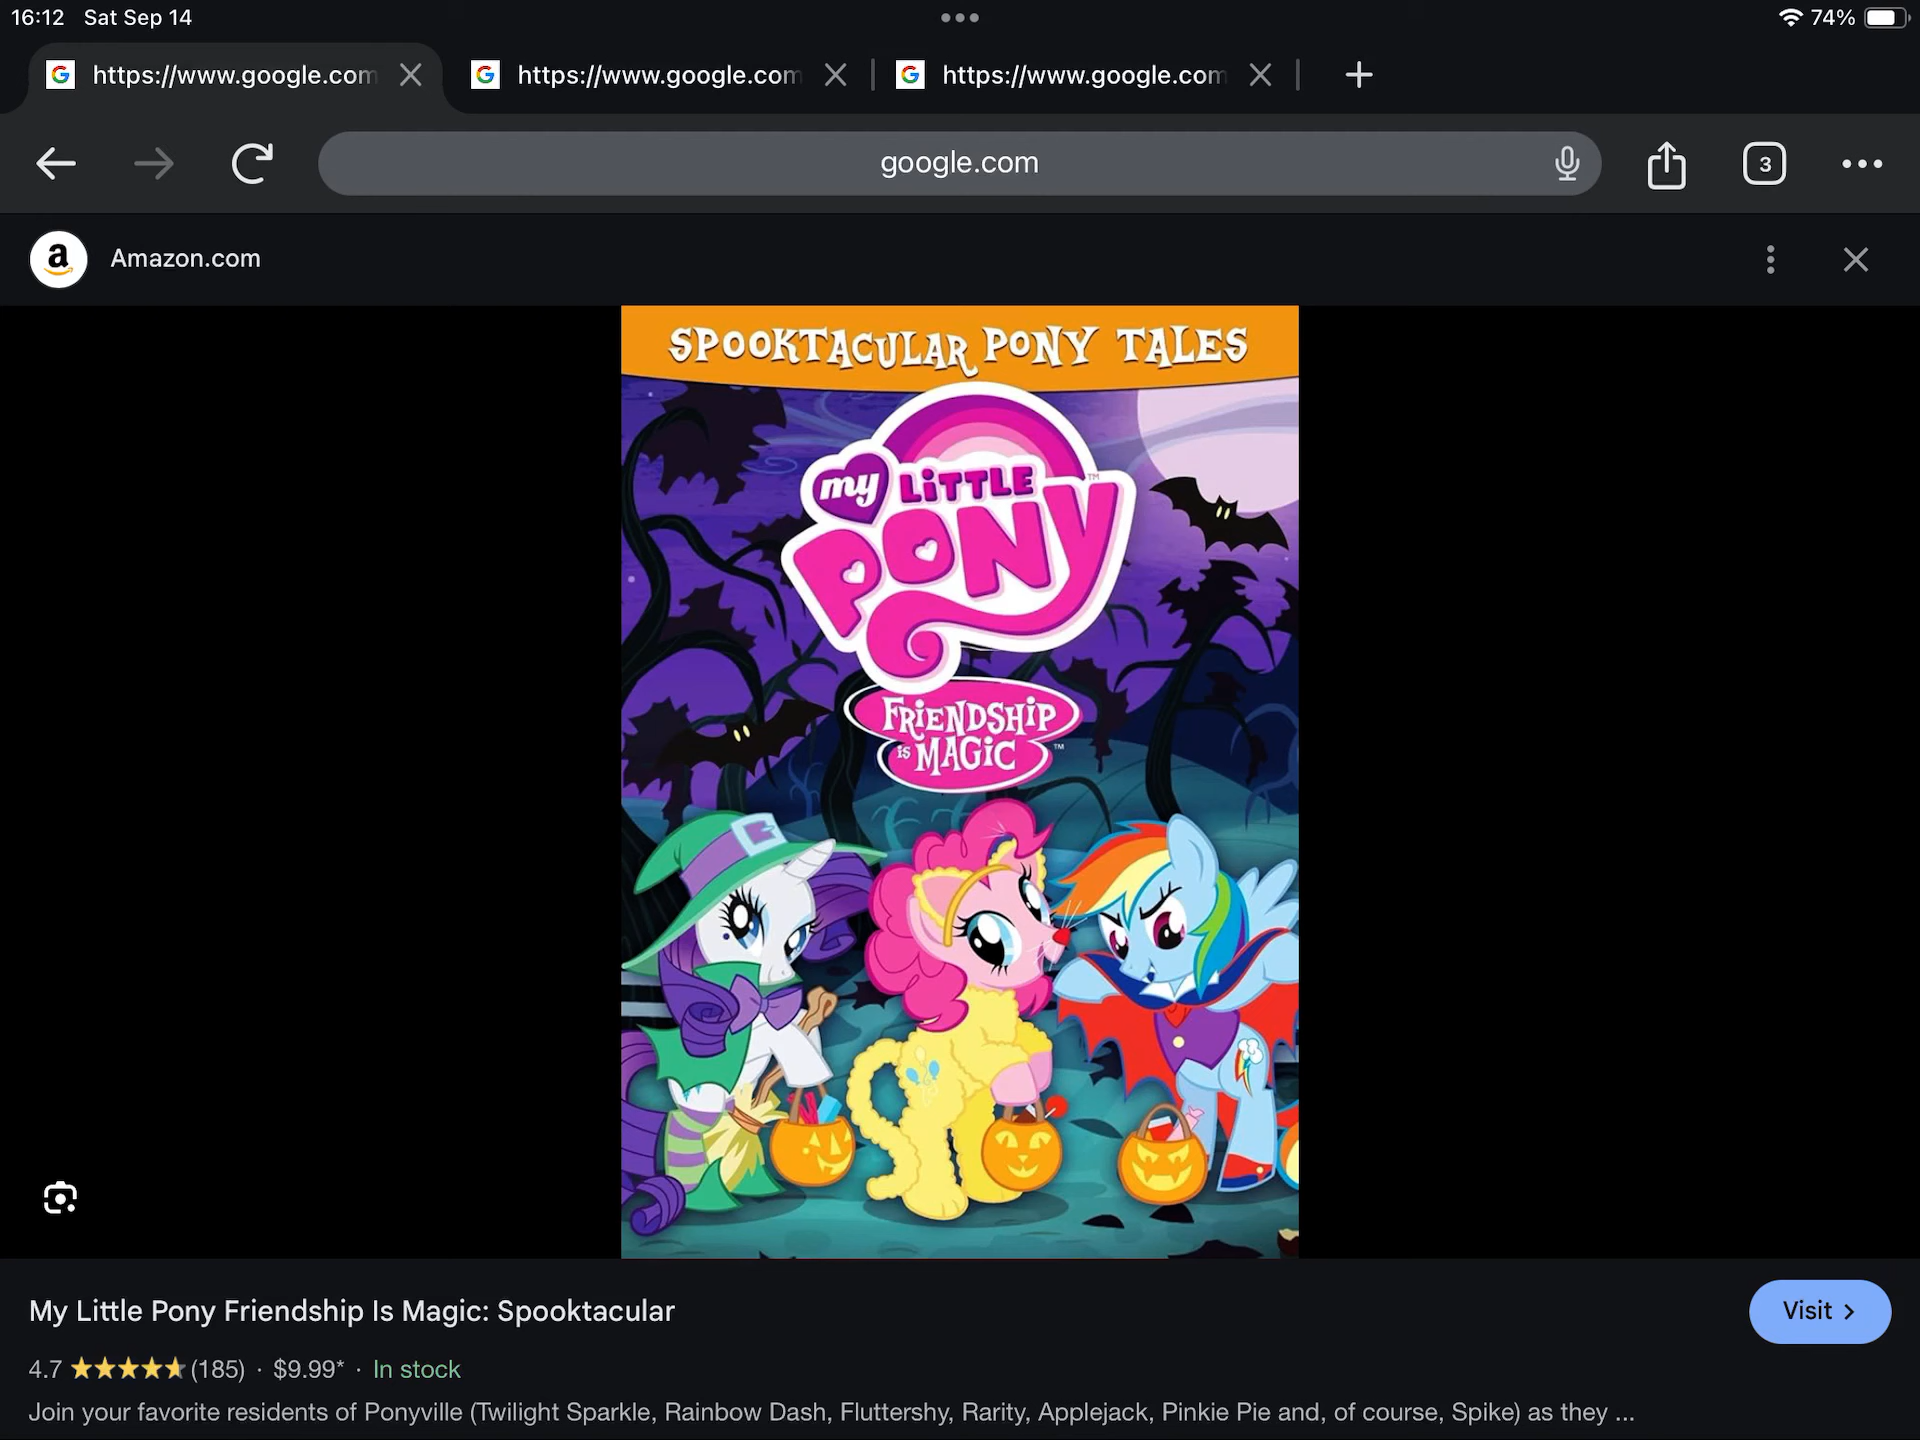 16:12 Sat Sep 14
74%
https://www.google.com
https://www.google.com
https://www.google.com
google.com
3
Amazon.com
SPOOKTACULAR PONY TALES
my LiTTLE
PONY
TM
FRiENDSHiP
iS MAGiC
TM
My Little Pony Friendship Is Magic: Spooktacular
Visit
4.7 (185) · $9.99* · In stock
Join your favorite residents of Ponyville (Twilight Sparkle, Rainbow Dash, Fluttershy, Rarity, Applejack, Pinkie Pie and, of course, Spike) as they ...